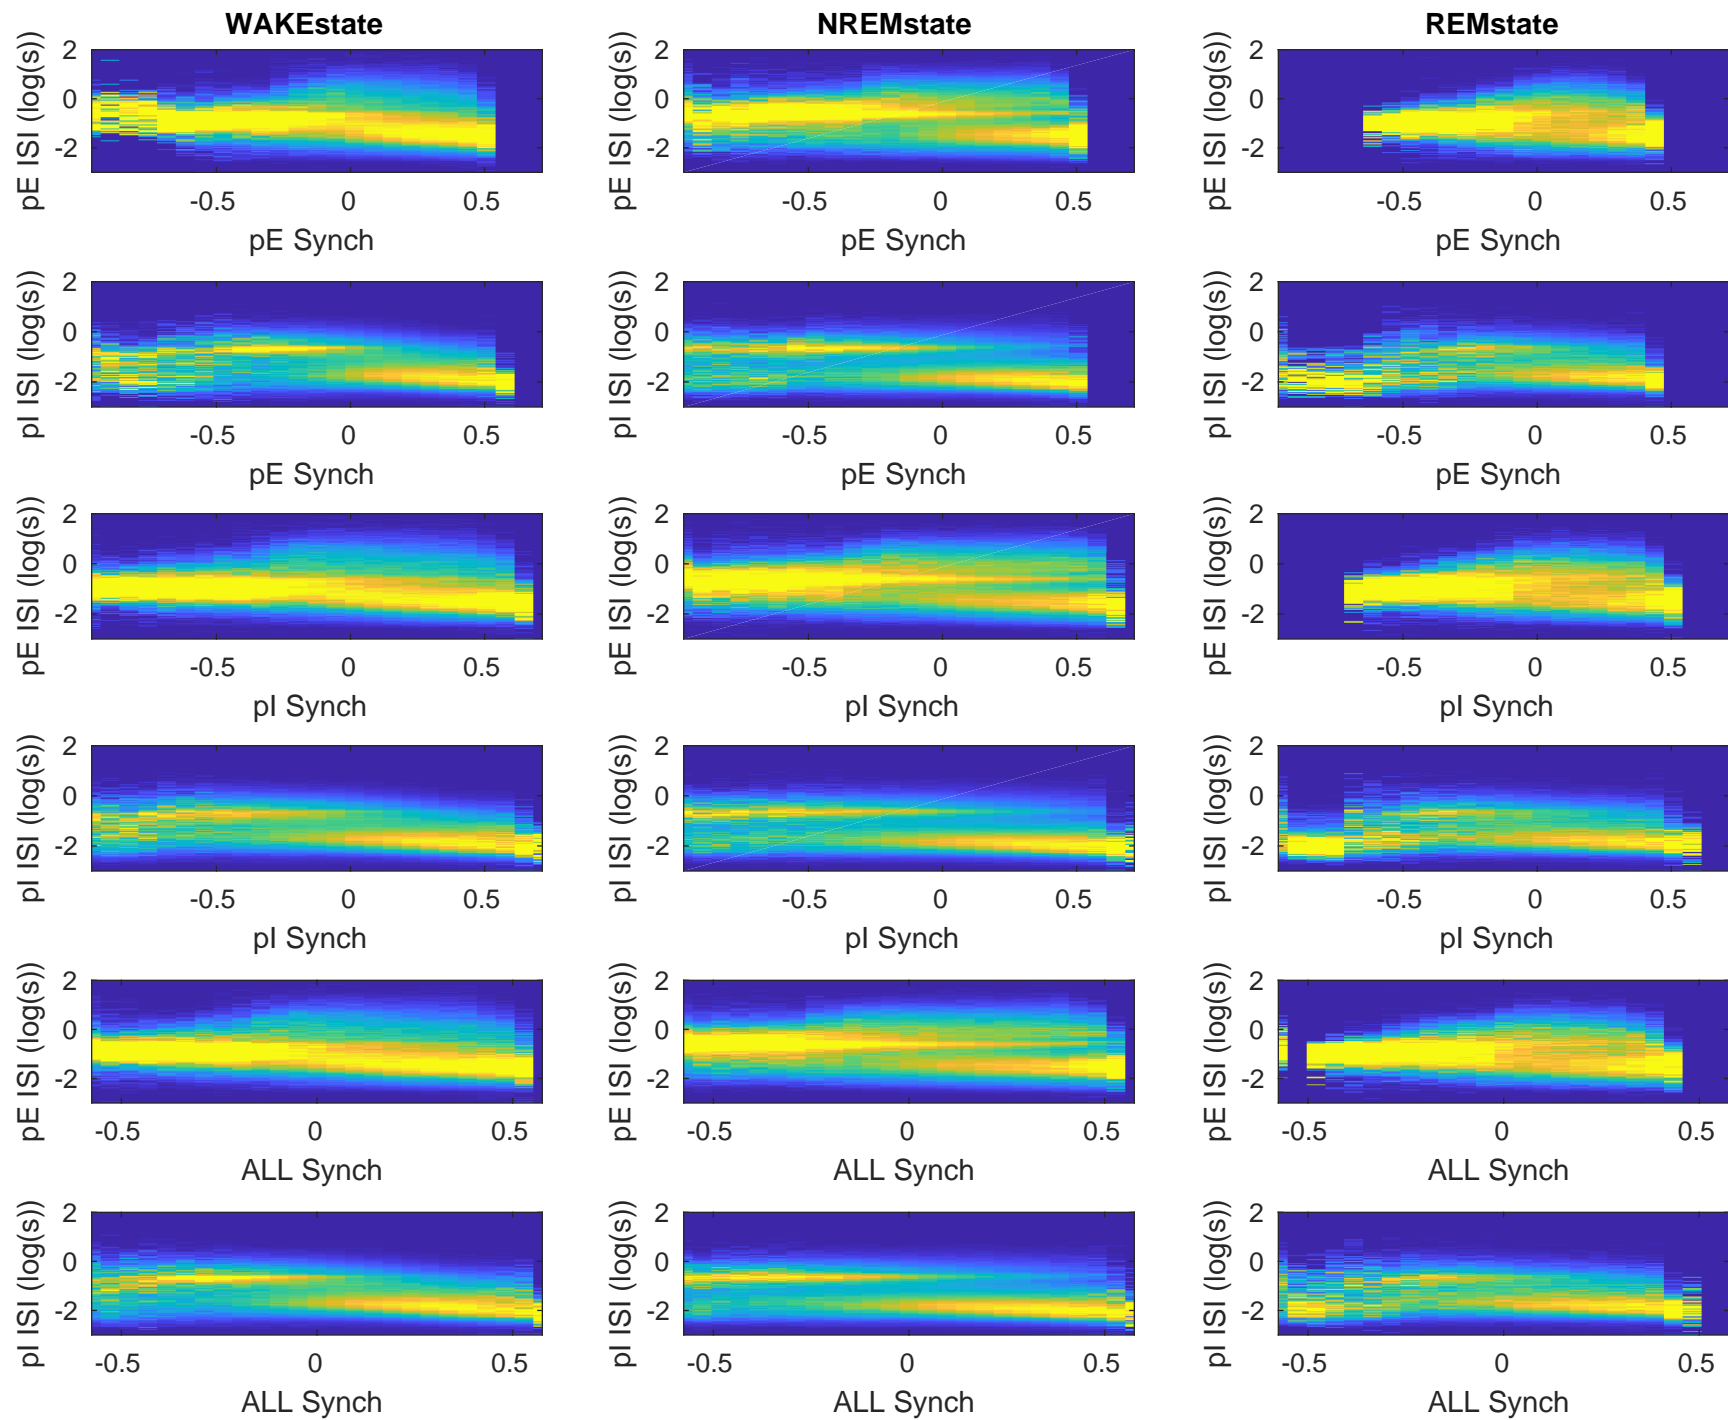 WAKEstate NREMstate REMstate
pE ISI (log(s)) 2 0 -2 pE ISI (log(s)) 2 0 -2 pE ISI (log(s)) 2 0 -2
-0.5 0 0.5 -0.5 0 0.5 -0.5 0 0.5
pE Synch pE Synch pE Synch
pI ISI (log(s)) 2 0 -2 pI ISI (log(s)) 2 0 -2 pI ISI (log(s)) 2 0 -2
-0.5 0 0.5 -0.5 0 0.5 -0.5 0 0.5
pE Synch pE Synch pE Synch
pE ISI (log(s)) 2 0 -2 pE ISI (log(s)) 2 0 -2 pE ISI (log(s)) 2 0 -2
-0.5 0 0.5 -0.5 0 0.5 -0.5 0 0.5
pI Synch pI Synch pI Synch
pI ISI (log(s)) 2 0 -2 pI ISI (log(s)) 2 0 -2 pI ISI (log(s)) 2 0 -2
-0.5 0 0.5 -0.5 0 0.5 -0.5 0 0.5
pI Synch pI Synch pI Synch
pE ISI (log(s)) 2 0 -2 pE ISI (log(s)) 2 0 -2 pE ISI (log(s)) 2 0 -2
-0.5 0 0.5 -0.5 0 0.5 -0.5 0 0.5
ALL Synch ALL Synch ALL Synch
pI ISI (log(s)) 2 0 -2 pI ISI (log(s)) 2 0 -2 pI ISI (log(s)) 2 0 -2
-0.5 0 0.5 -0.5 0 0.5 -0.5 0 0.5
ALL Synch ALL Synch ALL Synch